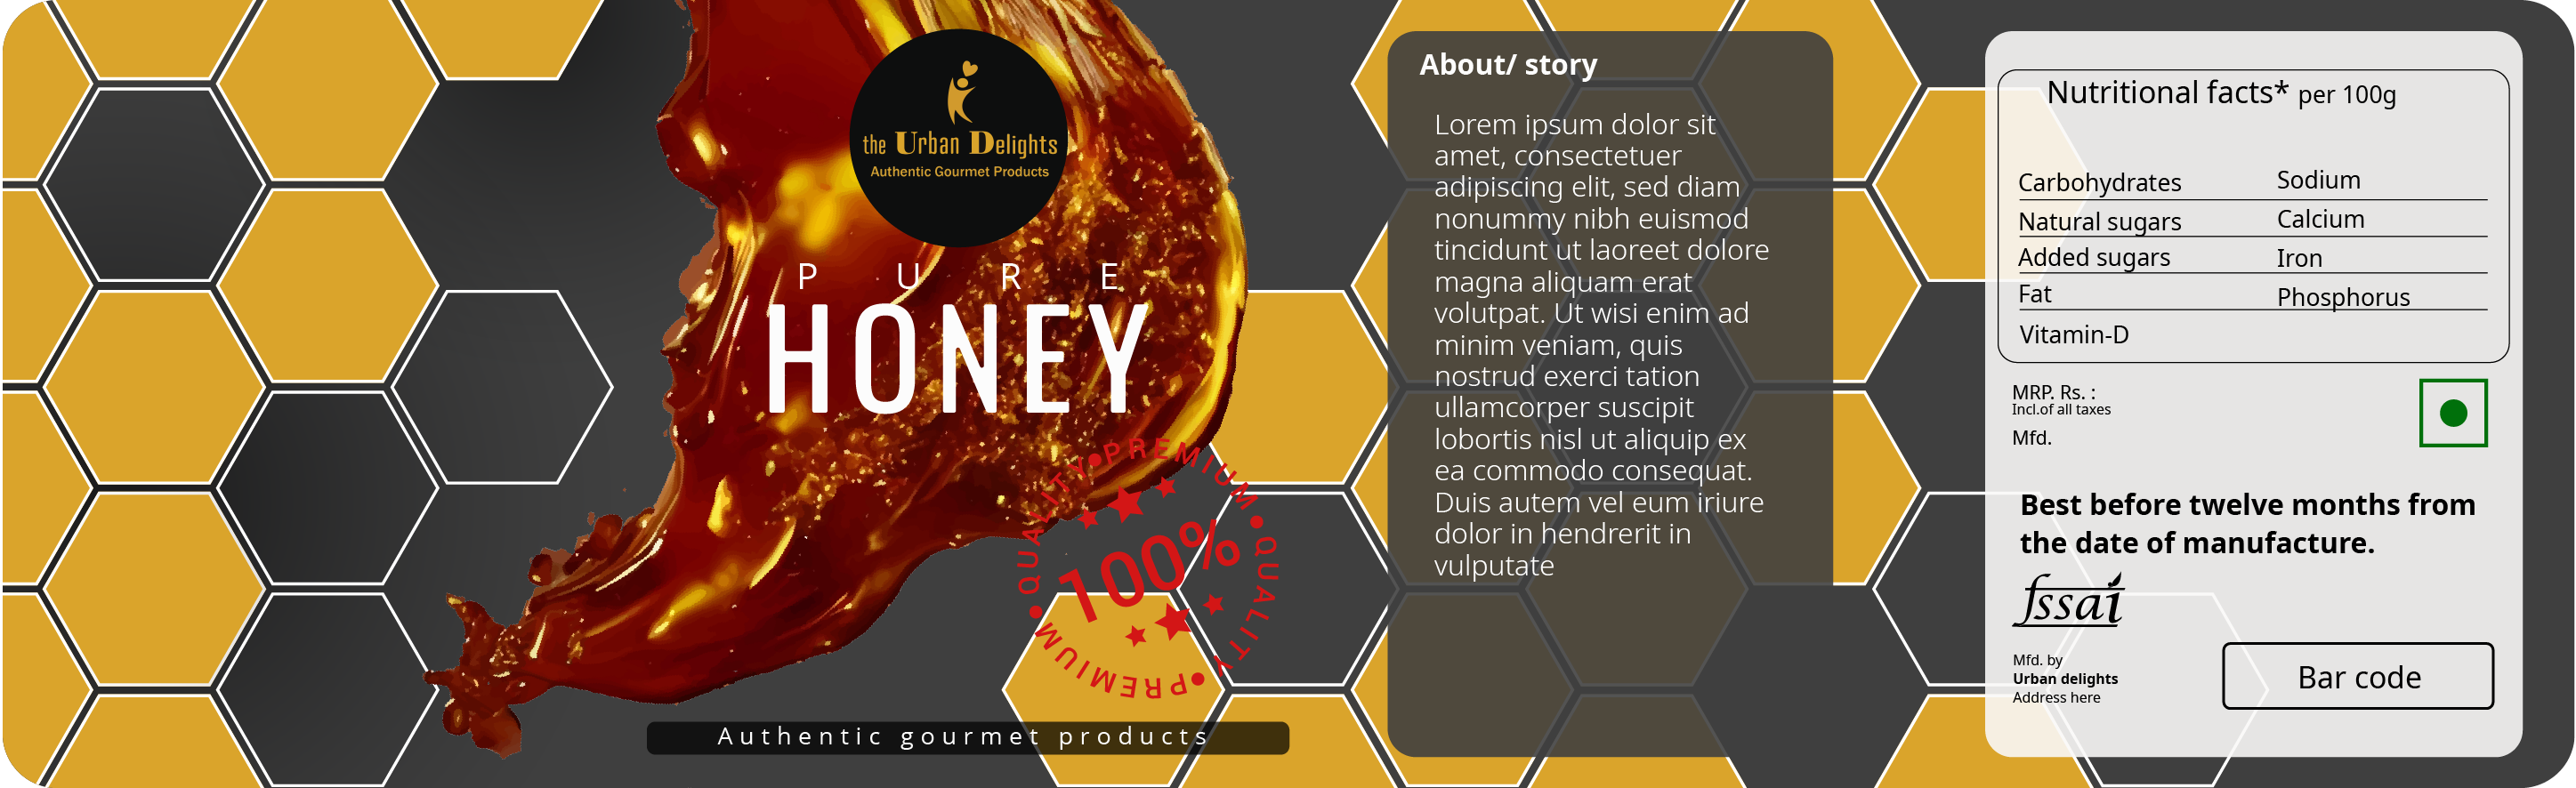 the Urban Delights
Authentic Gourmet Products
P U R E
HONEY
QUALITY • PREMIUM • QUALITY • PREMIUM •
100%
Authentic gourmet products
About/ story
Lorem ipsum dolor sit
amet, consectetuer
adipiscing elit, sed diam
nonummy nibh euismod
tincidunt ut laoreet dolore
magna aliquam erat
volutpat. Ut wisi enim ad
minim veniam, quis
nostrud exerci tation
ullamcorper suscipit
lobortis nisl ut aliquip ex
ea commodo consequat.
Duis autem vel eum iriure
dolor in hendrerit in
vulputate
Nutritional facts* per 100g
Carbohydrates Sodium
Natural sugars Calcium
Added sugars Iron
Fat Phosphorus
Vitamin-D
MRP. Rs. :
Incl.of all taxes
Mfd.
Best before twelve months from
the date of manufacture.
fssai
Mfd. by
Urban delights
Address here
Bar code